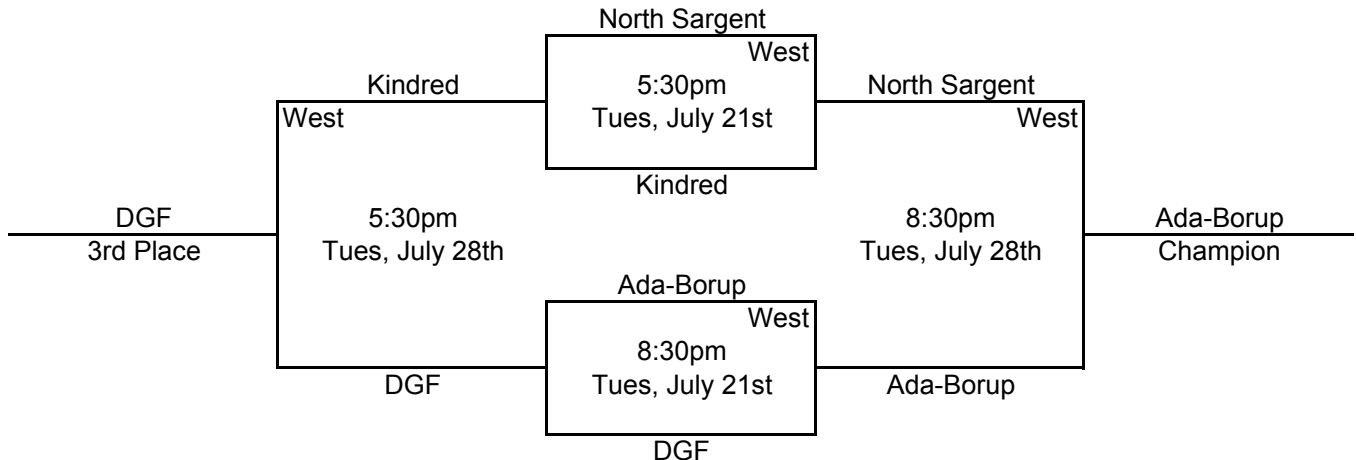 North Sargent
West
Kindred
5:30pm
North Sargent
West
Tues, July 21st
West
Kindred
DGF
5:30pm
8:30pm
Ada-Borup
3rd Place
Tues, July 28th
Tues, July 28th
Champion
Ada-Borup
West
8:30pm
DGF
Tues, July 21st
Ada-Borup
DGF